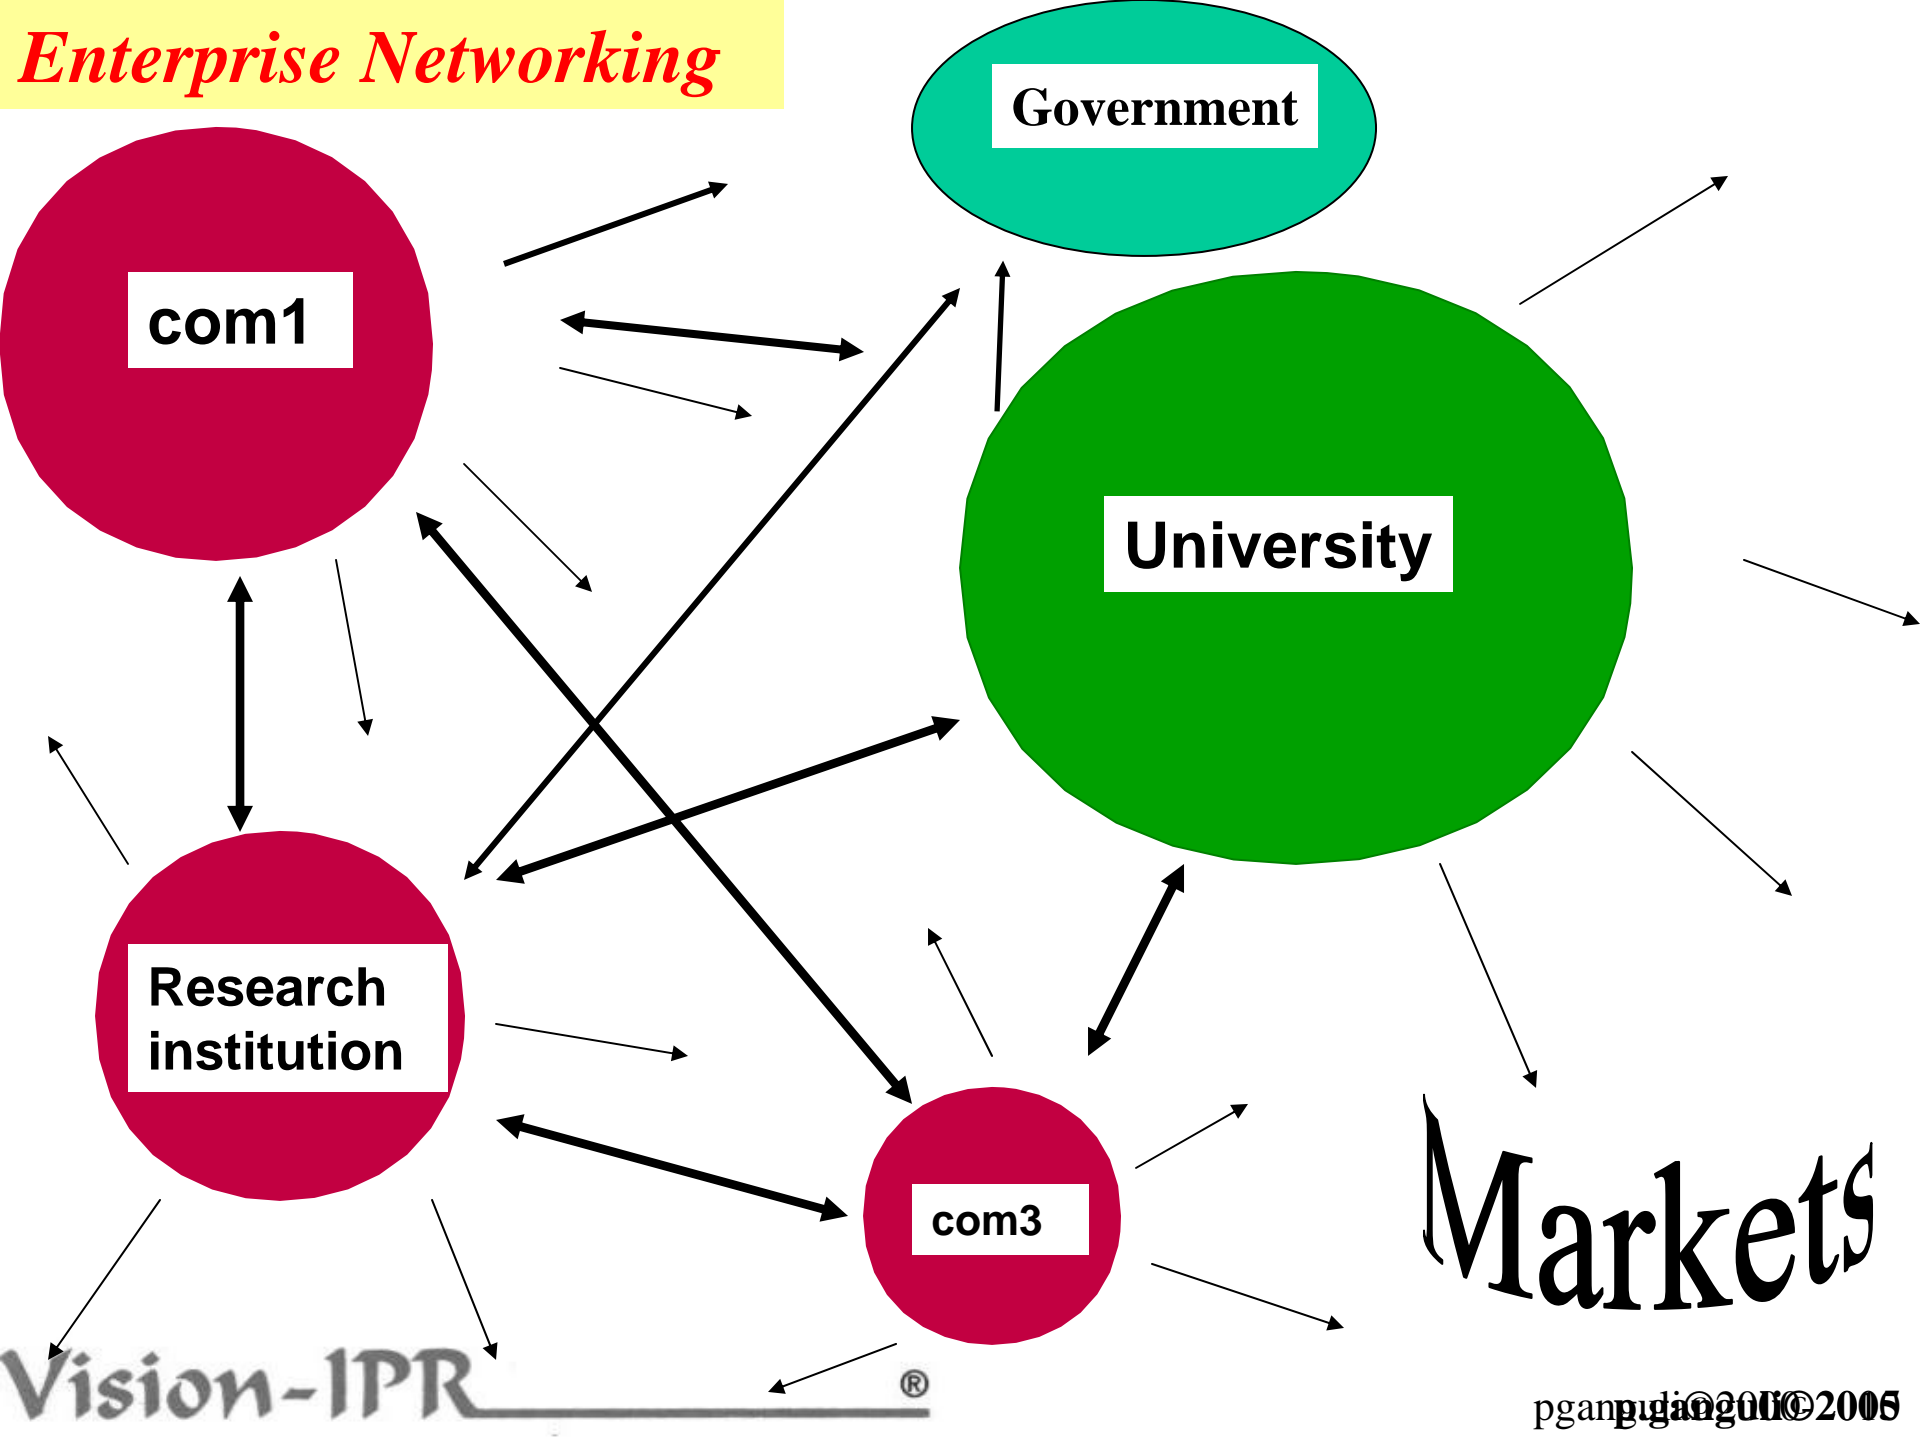 Enterprise Networking
Government
com1
University
Research
institution
com3
Markets
Vision-IPR ®